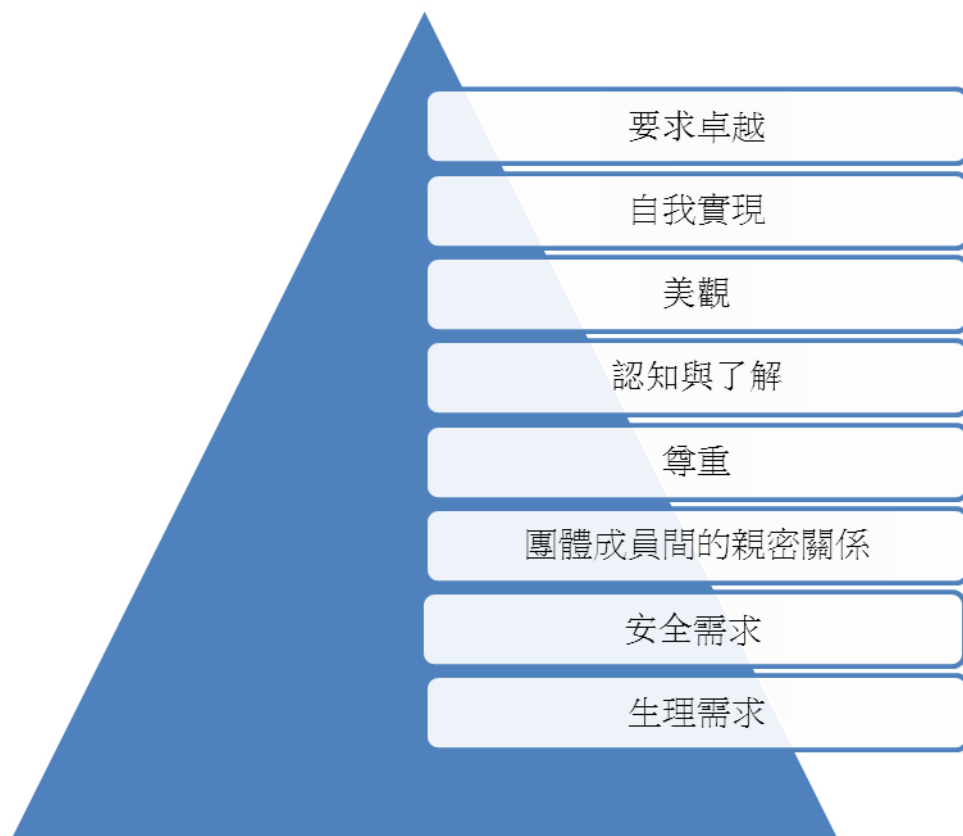 要求卓越
自我實現
美觀
認知與了解
尊重
團體成員間的親密關係
安全需求
生理需求